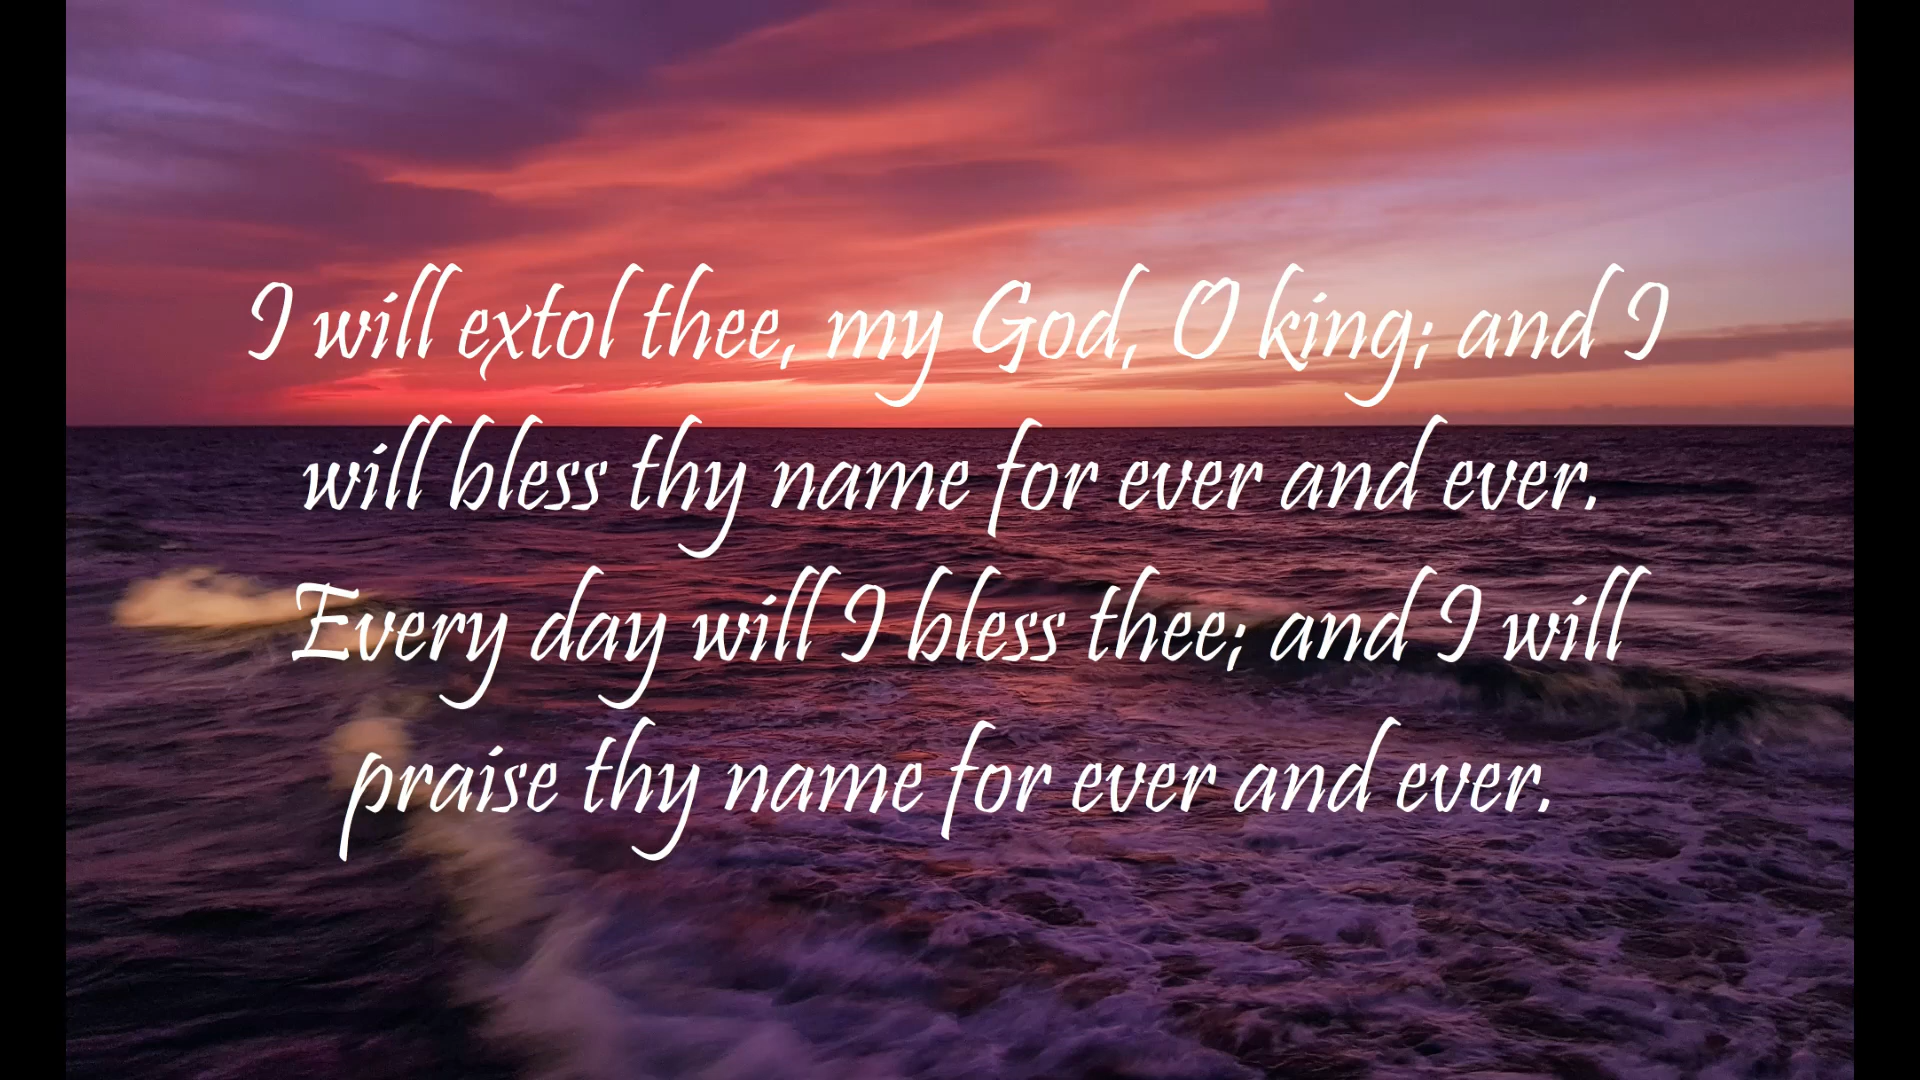 I will extol thee, my God, O king; and I
will bless thy name for ever and ever.
Every day will I bless thee; and I will
praise thy name for ever and ever.